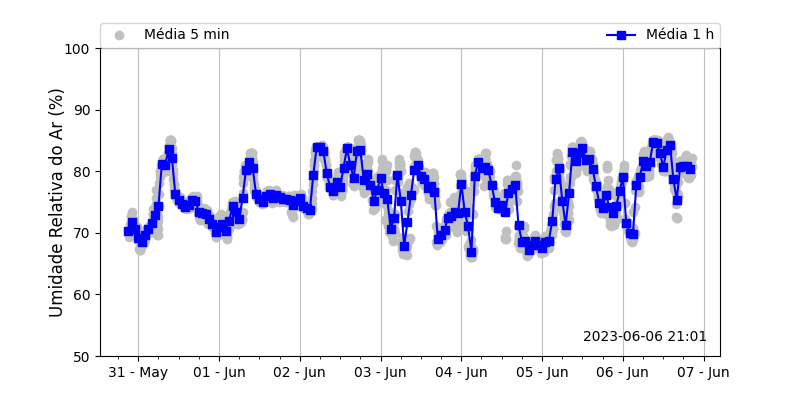 Média 5 min
Média 1 h
Umidade Relativa do Ar (%)
100
90
80
70
60
50
2023-06-06 21:01
31 - May
01 - Jun
02 - Jun
03 - Jun
04 - Jun
05 - Jun
06 - Jun
07 - Jun